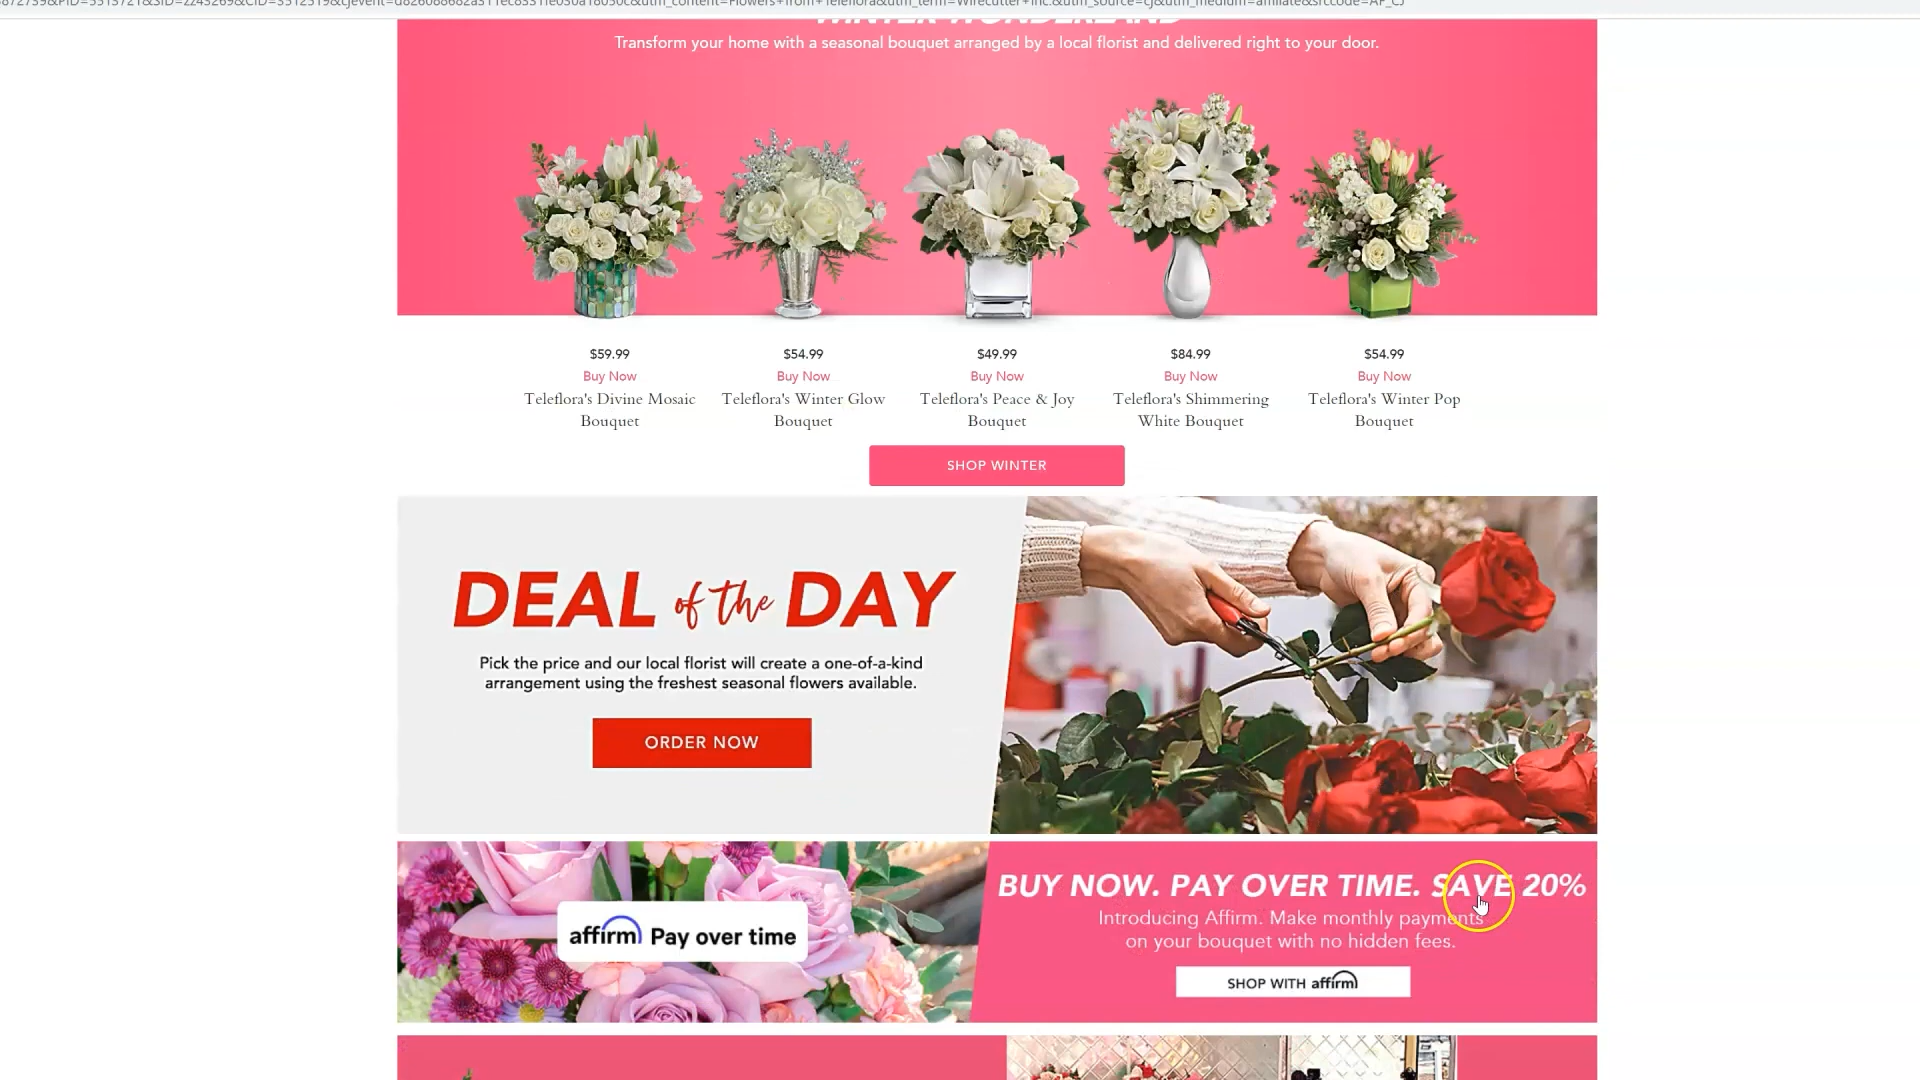 WINTER WONDERLAND
Transform your home with a seasonal bouquet arranged by a local florist and delivered right to your door.
$59.99
Buy Now
Teleflora's Divine Mosaic
Bouquet
$54.99
Buy Now
Teleflora's Winter Glow
Bouquet
$49.99
Buy Now
Teleflora's Peace & Joy
Bouquet
$84.99
Buy Now
Teleflora's Shimmering
White Bouquet
$54.99
Buy Now
Teleflora's Winter Pop
Bouquet
SHOP WINTER
DEAL of the DAY
Pick the price and our local florist will create a one-of-a-kind
arrangement using the freshest seasonal flowers available.
ORDER NOW
affirm Pay over time
BUY NOW. PAY OVER TIME. SAVE 20%
Introducing Affirm. Make monthly payments
on your bouquet with no hidden fees.
SHOP WITH affirm